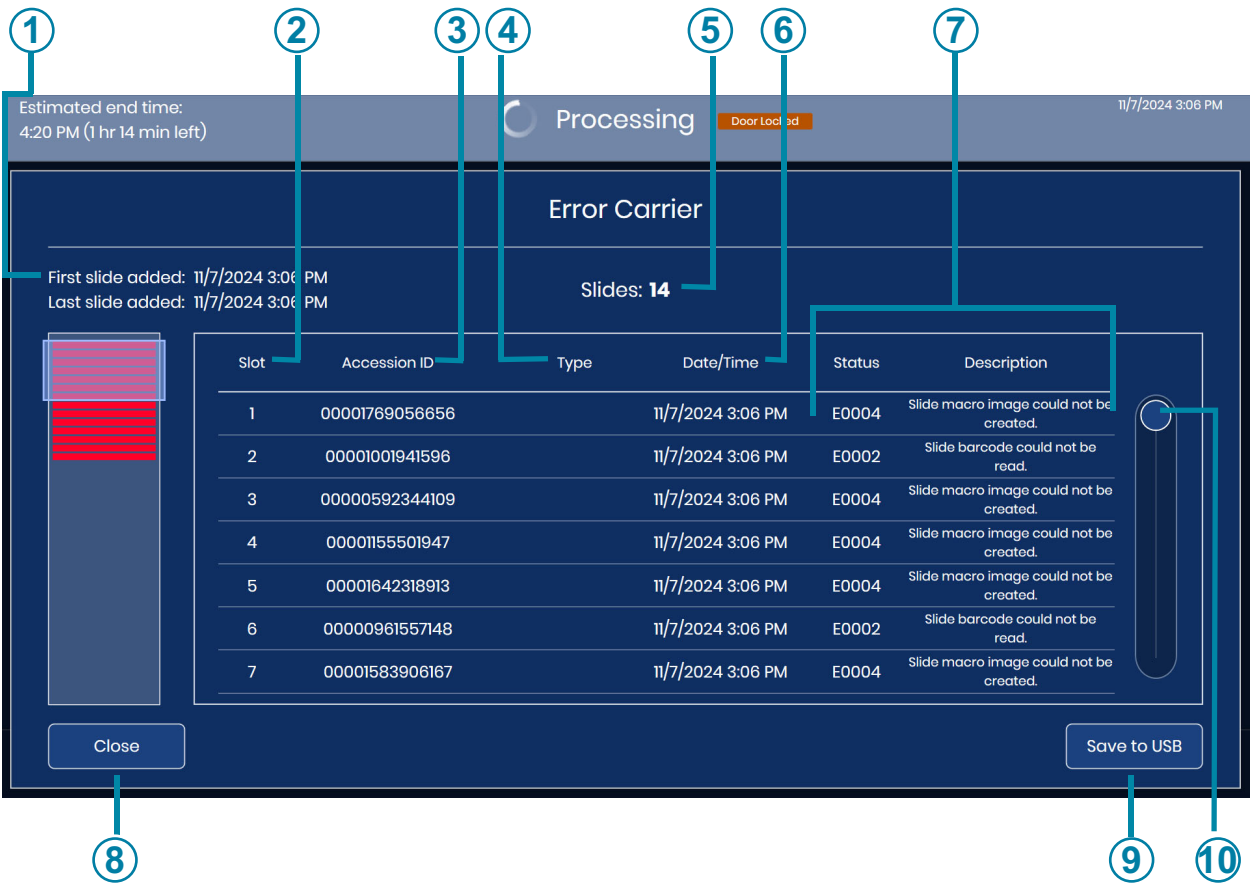 1 2 3 4 5 6 7
Estimated end time:
4:20 PM (1 hr 14 min left)
Processing
Door Locked
11/7/2024 3:06 PM
Error Carrier
First slide added: 11/7/2024 3:06 PM
Last slide added: 11/7/2024 3:06 PM
Slides: 14
Slot Accession ID Type Date/Time Status Description
1 00001769056656 11/7/2024 3:06 PM E0004 Slide macro image could not be
created.
2 00001001941596 11/7/2024 3:06 PM E0002 Slide barcode could not be
read.
3 00000592344109 11/7/2024 3:06 PM E0004 Slide macro image could not be
created.
4 00001155501947 11/7/2024 3:06 PM E0004 Slide macro image could not be
created.
5 00001642318913 11/7/2024 3:06 PM E0004 Slide macro image could not be
created.
6 00000961557148 11/7/2024 3:06 PM E0002 Slide barcode could not be
read.
7 00001583906167 11/7/2024 3:06 PM E0004 Slide macro image could not be
created.
Close
Save to USB
8 9 10